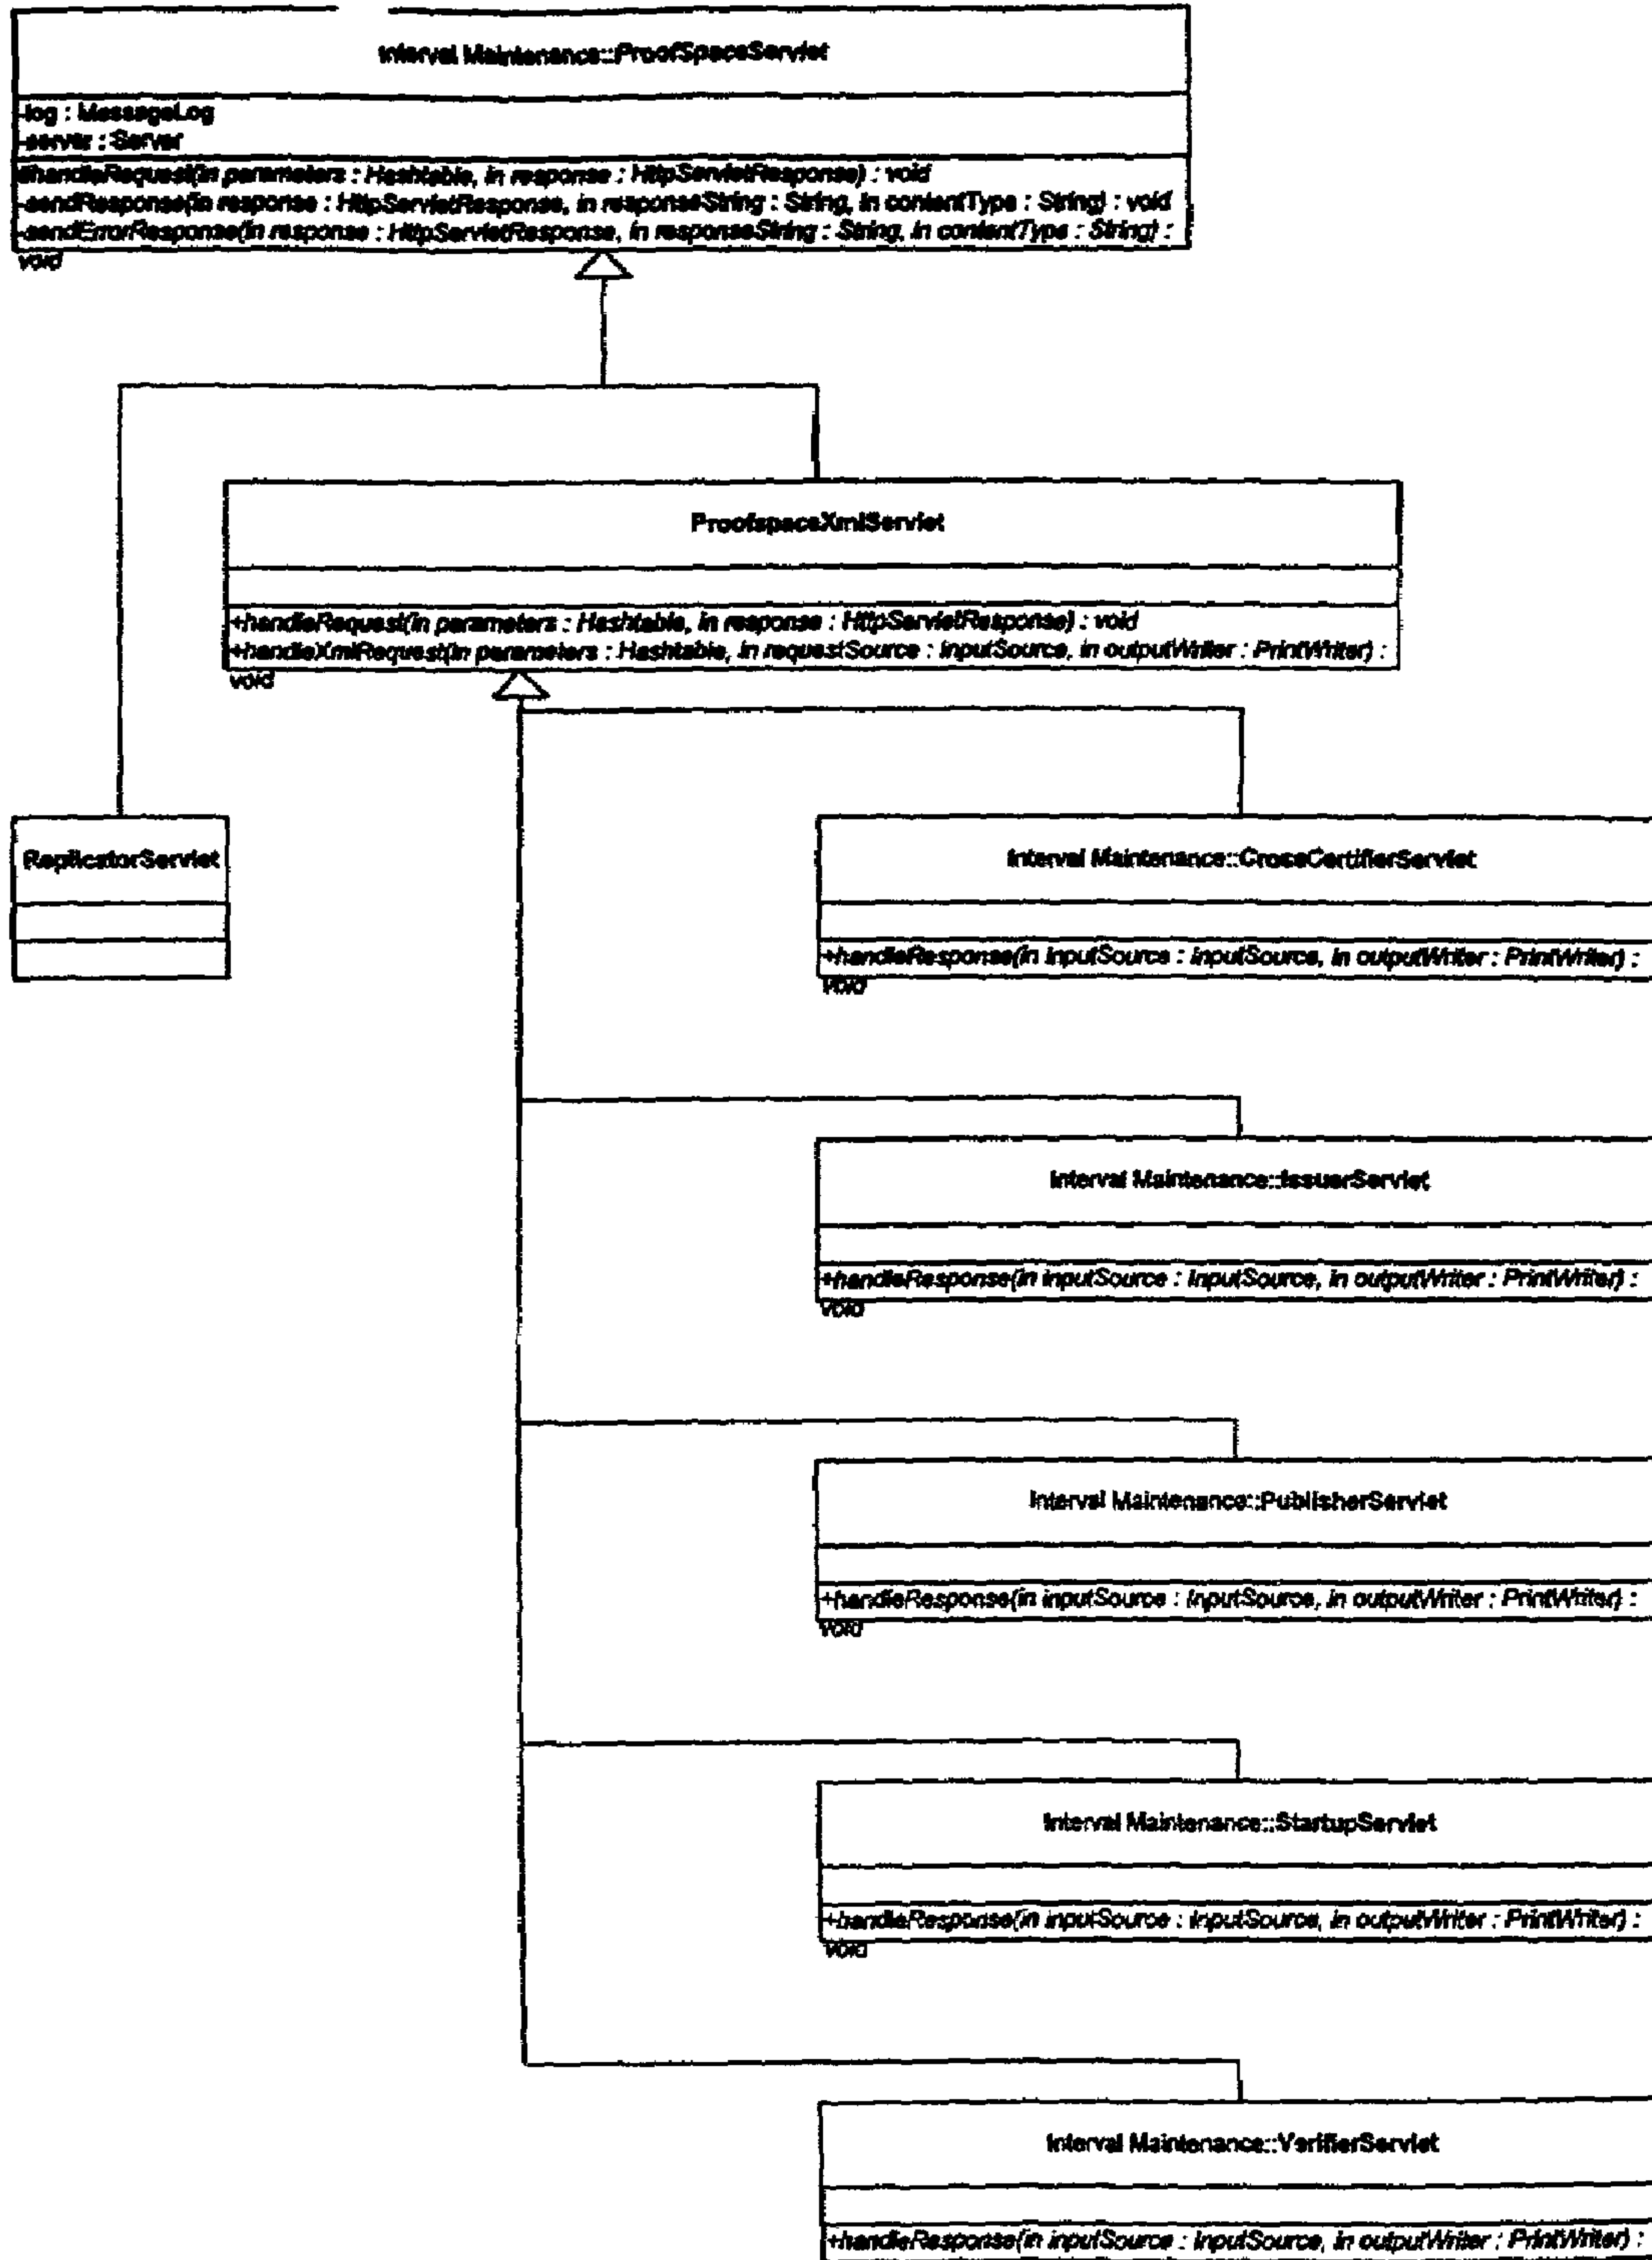 Interval Maintenance::ProofSpaceServlet
-log : MessageLog
-server : Server
#handleRequest(in parameters : Hashtable, in response : HttpServletResponse) : void
-sendResponse(in response : HttpServletResponse, in responseString : String, in contentType : String) : void
-sendErrorResponse(in response : HttpServletResponse, in responseString : String, in contentType : String) :
void
ProofspaceXmlServlet
+handleRequest(in parameters : Hashtable, in response : HttpServletResponse) : void
+handleXmlRequest(in parameters : Hashtable, in requestSource : InputSource, in outputWriter : PrintWriter) :
void
ReplicatorServlet
Interval Maintenance::CrossCertifierServlet
+handleResponse(in inputSource : InputSource, in outputWriter : PrintWriter) :
void
Interval Maintenance::IssuerServlet
+handleResponse(in inputSource : InputSource, in outputWriter : PrintWriter) :
void
Interval Maintenance::PublisherServlet
+handleResponse(in inputSource : InputSource, in outputWriter : PrintWriter) :
void
Interval Maintenance::StartupServlet
+handleResponse(in inputSource : InputSource, in outputWriter : PrintWriter) :
void
Interval Maintenance::VerifierServlet
+handleResponse(in inputSource : InputSource, in outputWriter : PrintWriter) :